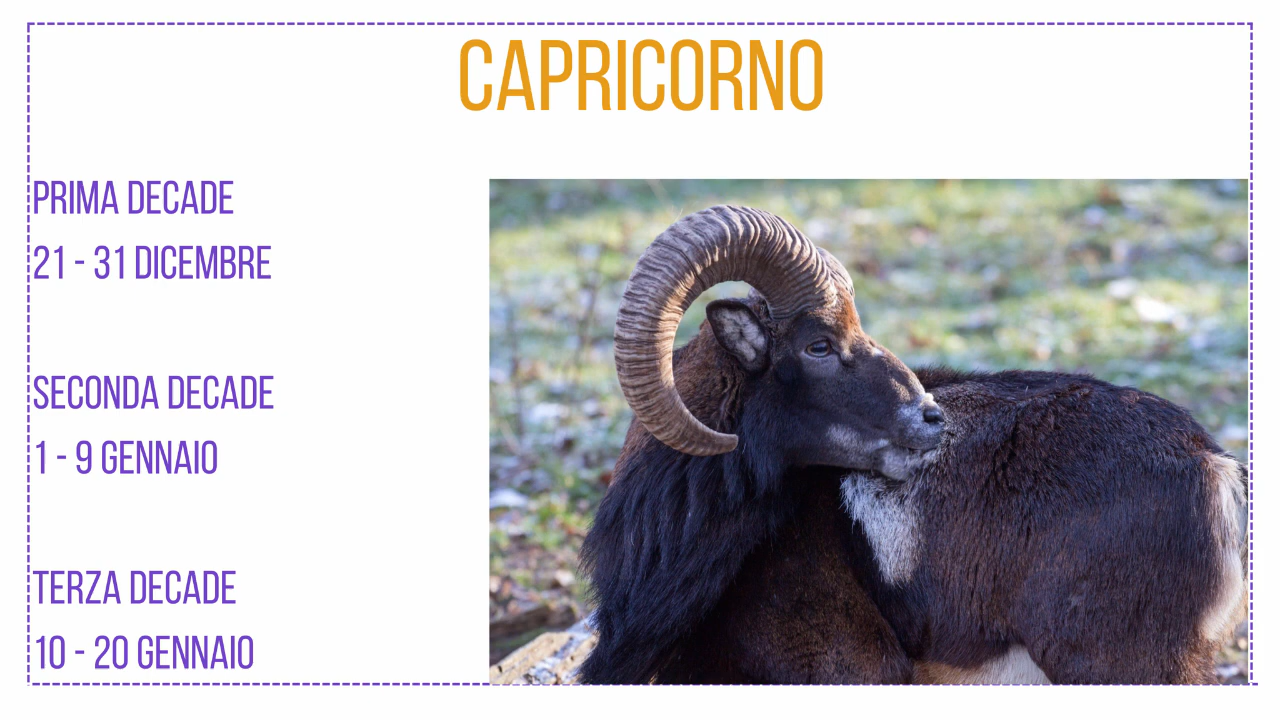 CAPRICORNO
PRIMA DECADE
21 - 31 DICEMBRE
SECONDA DECADE
1 - 9 GENNAIO
TERZA DECADE
10 - 20 GENNAIO